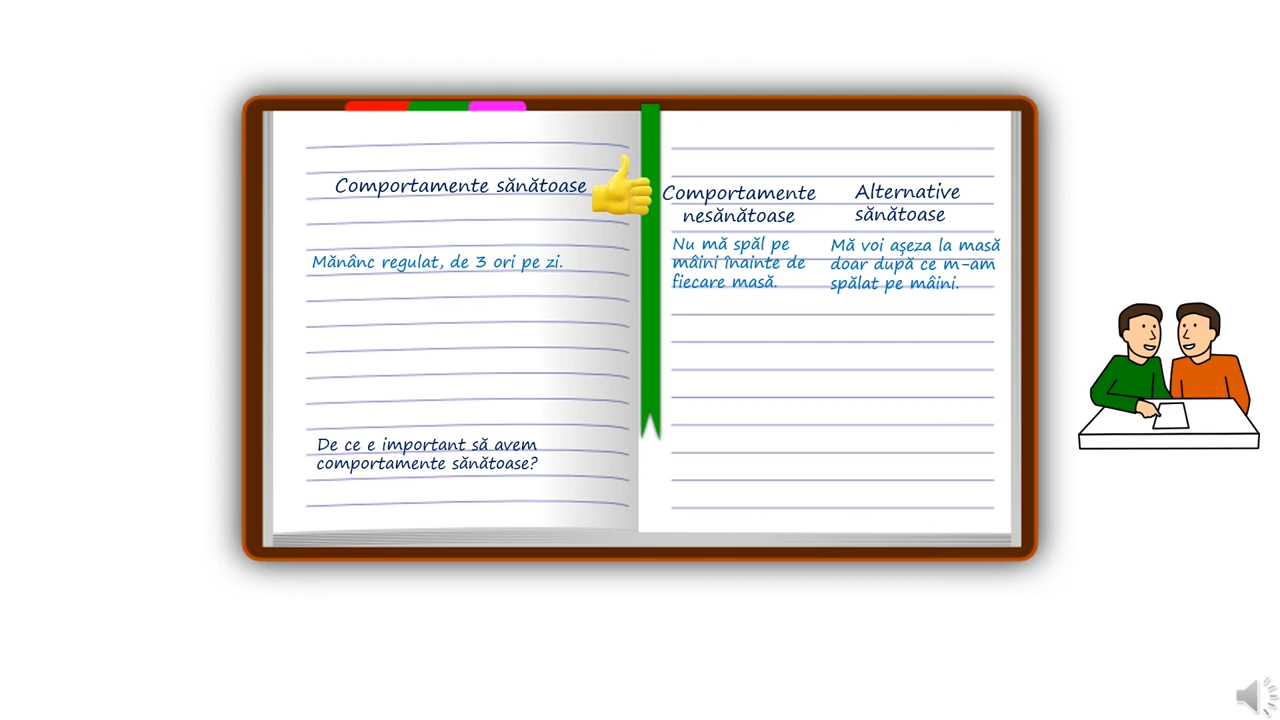 Comportamente sănătoase
Mănânc regulat, de 3 ori pe zi.
De ce e important să avem
comportamente sănătoase?
Comportamente
nesănătoase
Alternative
sănătoase
Nu mă spăl pe
mâini înainte de
fiecare masă.
Mă voi așeza la masă
doar după ce m-am
spălat pe mâini.